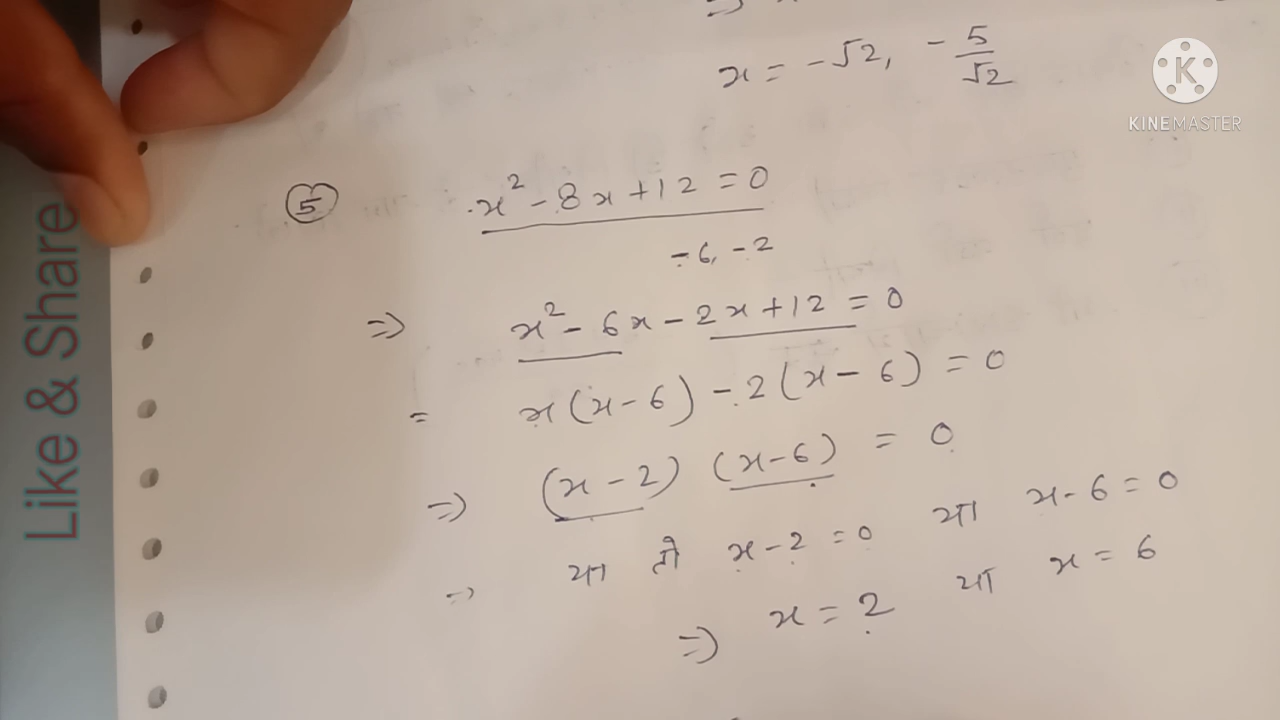 x = -√2, -5/√2
KINEMASTER
⑤ x² - 8x + 12 = 0
-6, -2
=> x² - 6x - 2x + 12 = 0
= x(x - 6) - 2(x - 6) = 0
=> (x - 2) (x - 6) = 0
=> या तो x - 2 = 0 या x - 6 = 0
=> x = 2 या x = 6
Like & Share